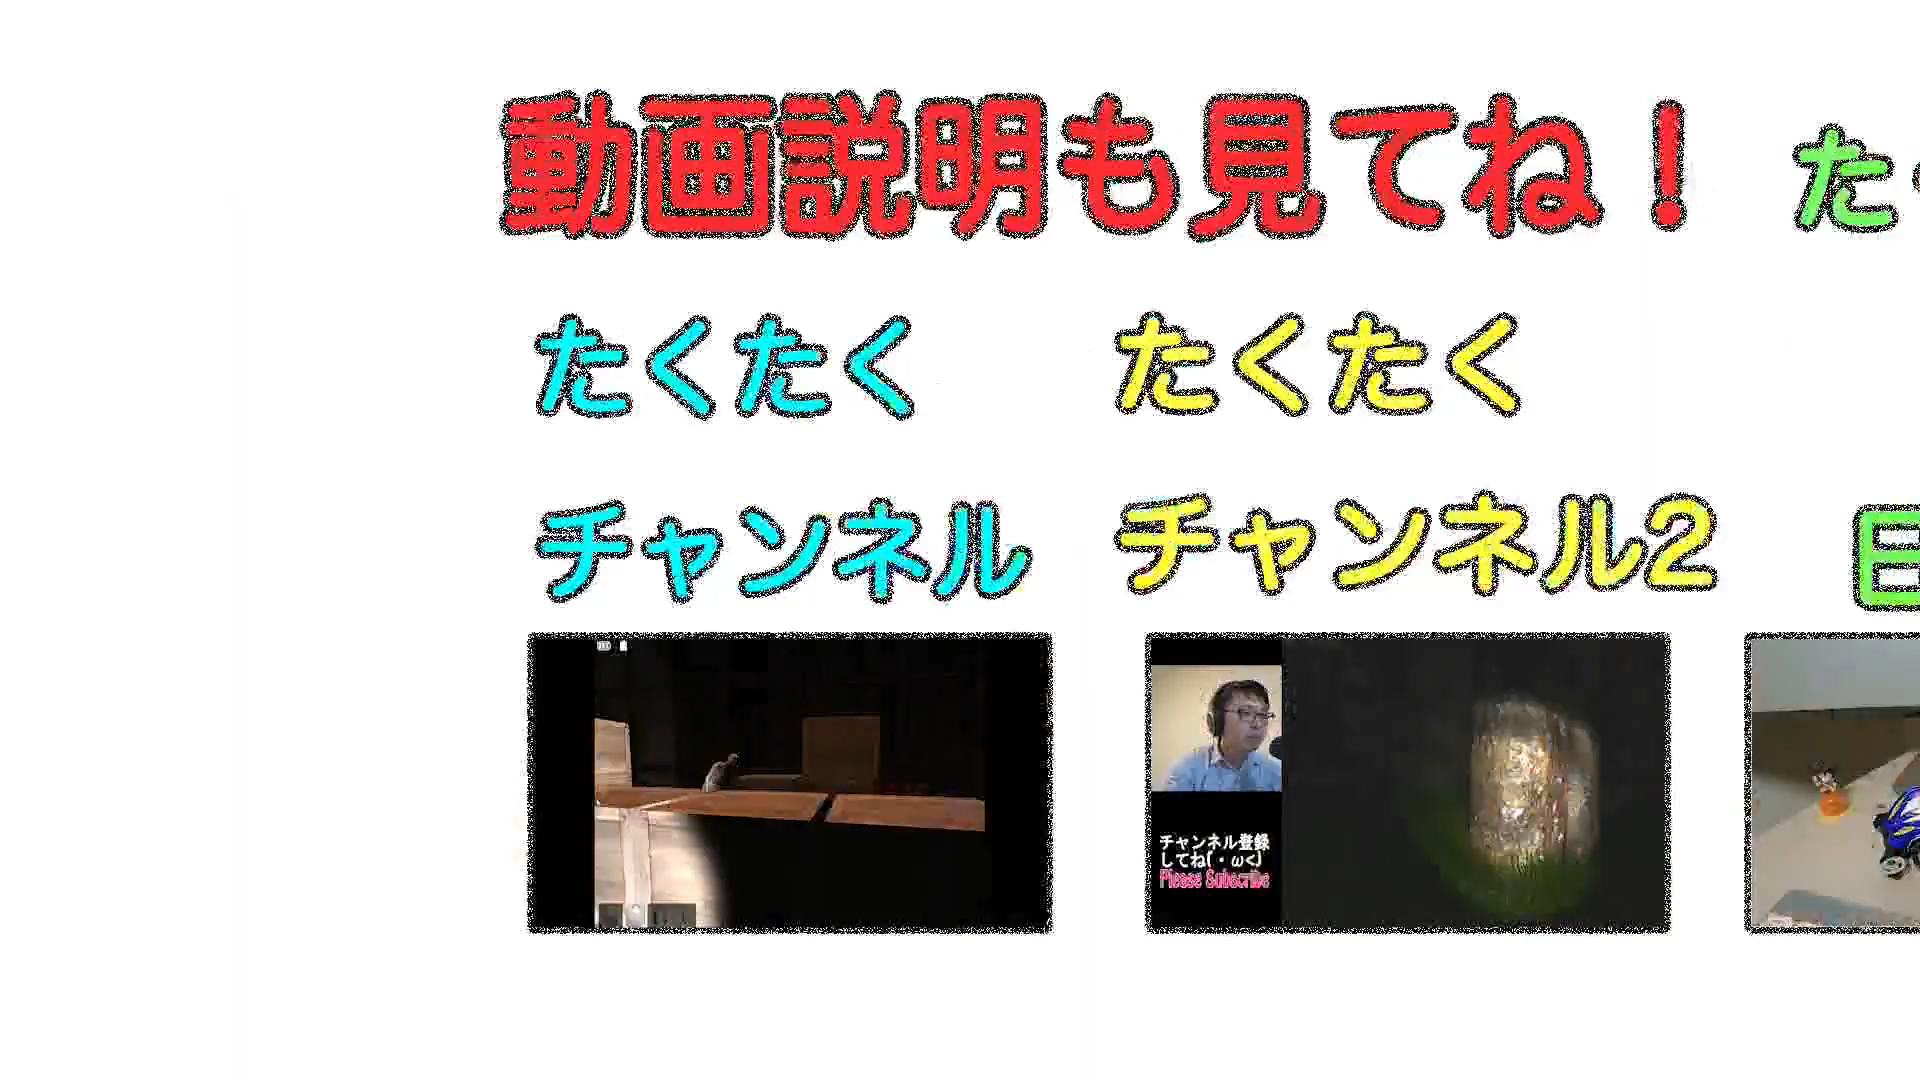 動画説明も見てね！
たくたく
チャンネル
たくたく
チャンネル2
チャンネル登録
してね(・ω<)
Please Subscribe
た